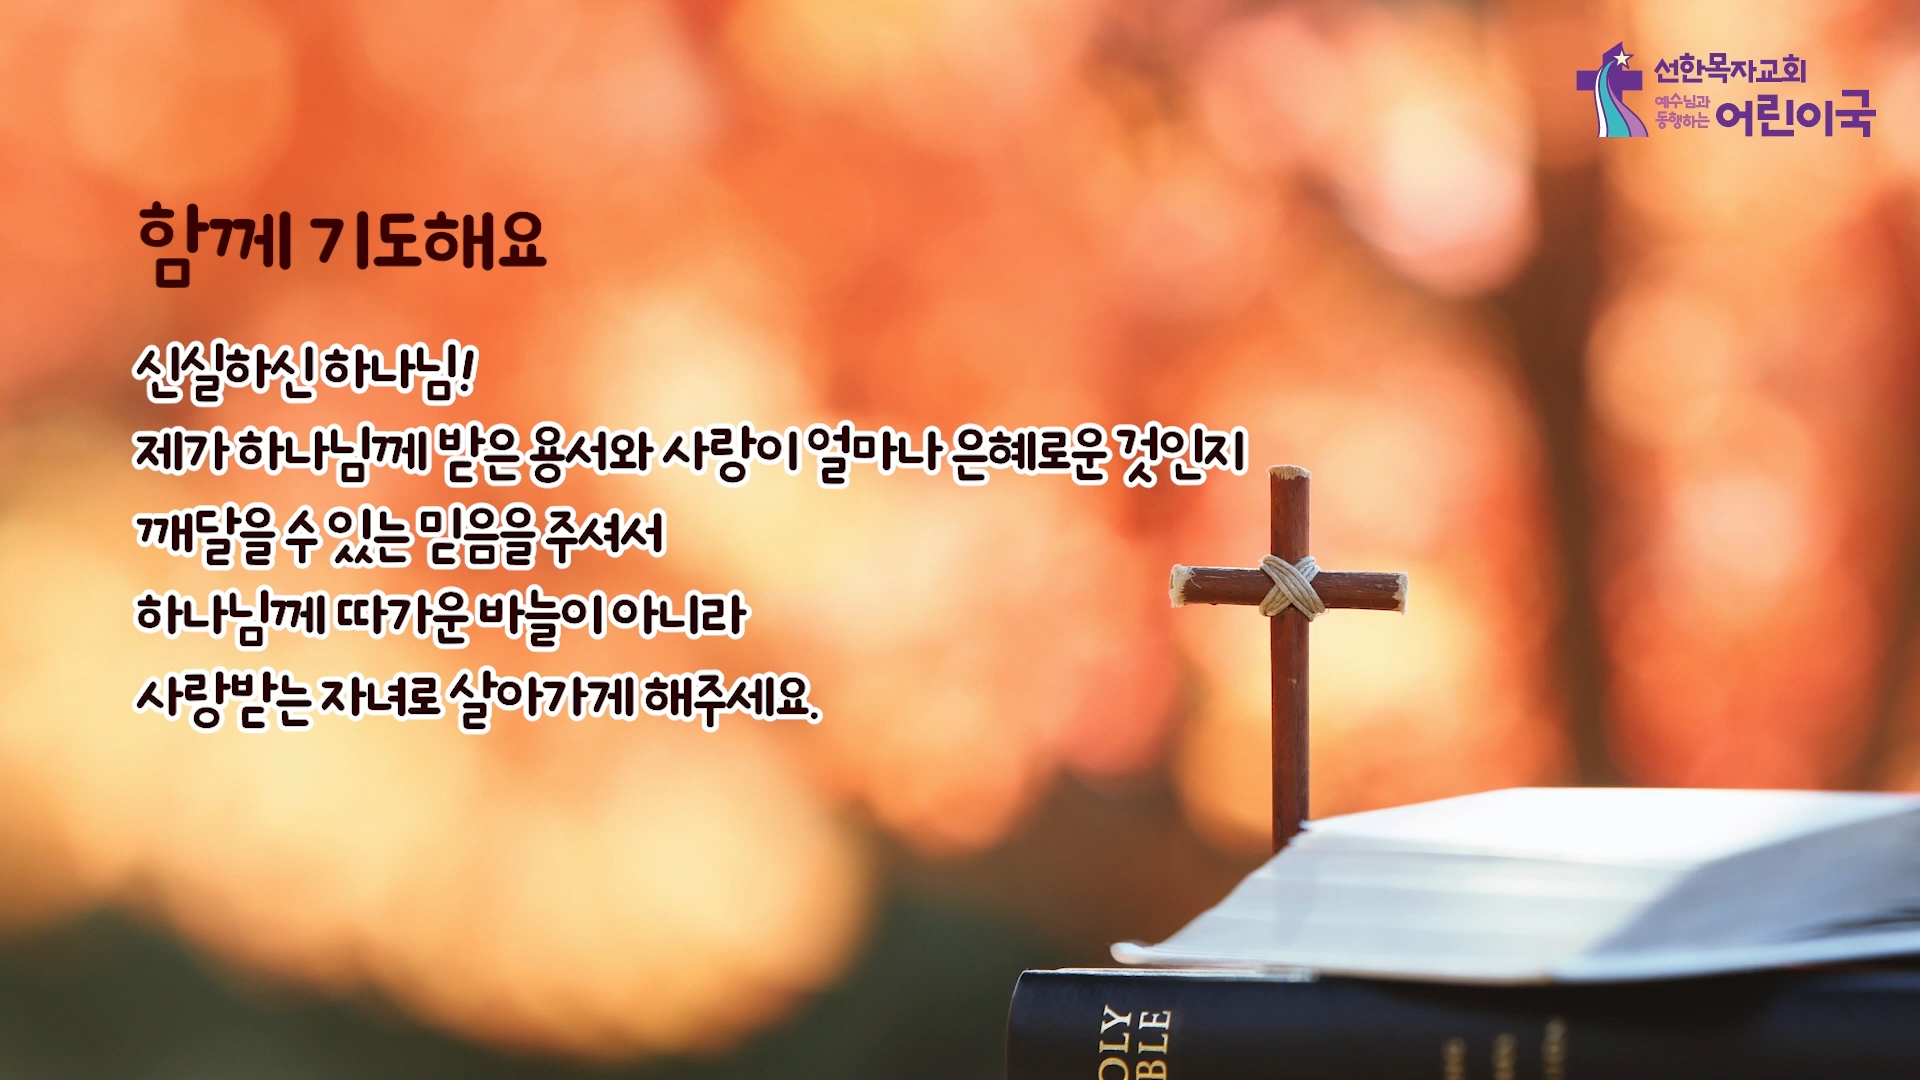 선한목자교회
예수님과
동행하는 어린이국
함께 기도해요
신실하신 하나님!
제가 하나님께 받은 용서와 사랑이 얼마나 은혜로운 것인지
깨달을 수 있는 믿음을 주셔서
하나님께 따가운 바늘이 아니라
사랑받는 자녀로 살아가게 해주세요.
HOLY
BIBLE